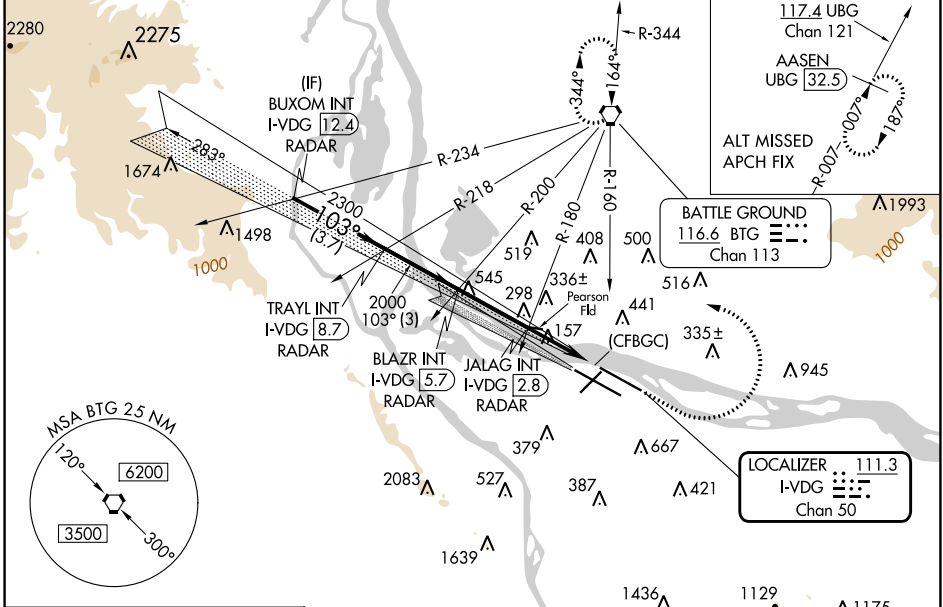 2280
2275
R-344
344°
164°
117.4 UBG
Chan 121
AASEN
UBG 32.5
007°
187°
ALT MISSED
APCH FIX
R-007
(IF)
BUXOM INT
I-VDG 12.4
RADAR
283°
1674
R-234
R-218
R-200
R-180
R-160
2300
103°
(3.7)
1498
1000
BATTLE GROUND
116.6 BTG
Chan 113
1993
1000
519
408
500
516
545
298
336±
Pearson
Fld
157
441
(CFBGC)
335±
945
TRAYL INT
I-VDG 8.7
RADAR
2000
103° (3)
BLAZR INT
I-VDG 5.7
RADAR
JALAG INT
I-VDG 2.8
RADAR
MSA BTG 25 NM
120°
6200
3500
300°
379
667
2083
527
387
421
LOCALIZER 111.3
I-VDG
Chan 50
1639
1436
1129
1175